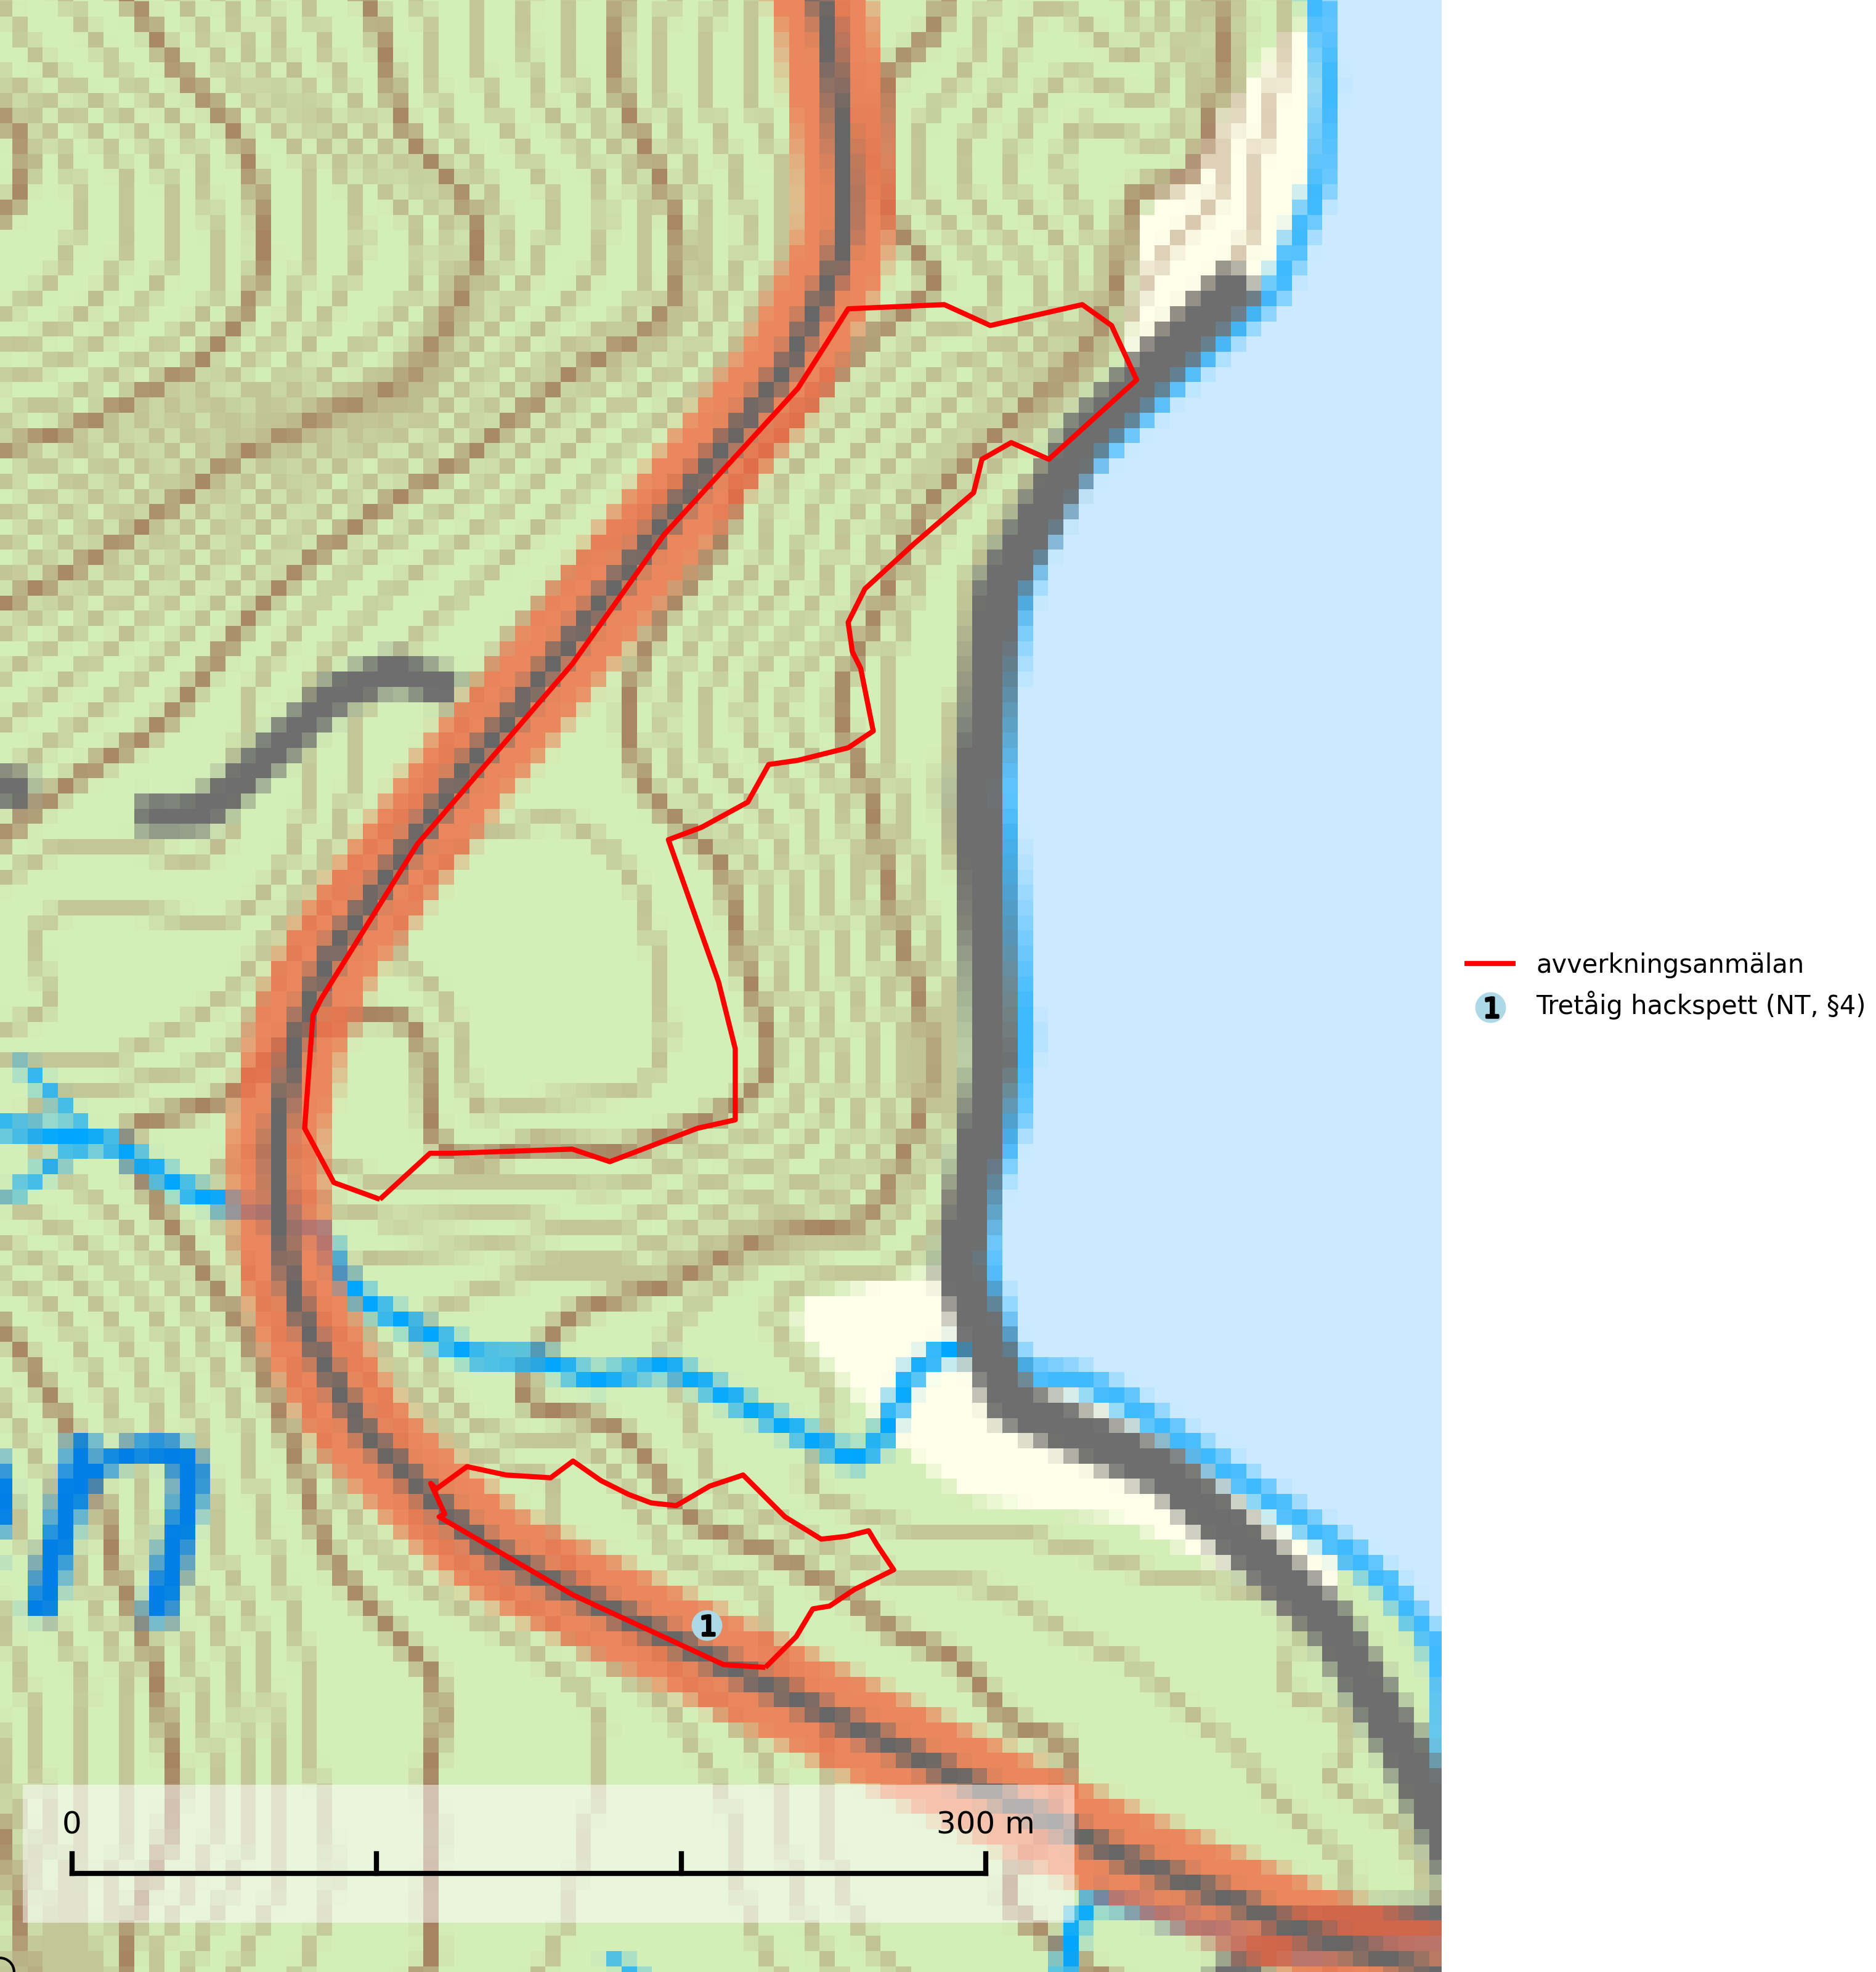 avverkningsanmälan
1 Tretåig hackspett (NT, §4)
1
0 300 m